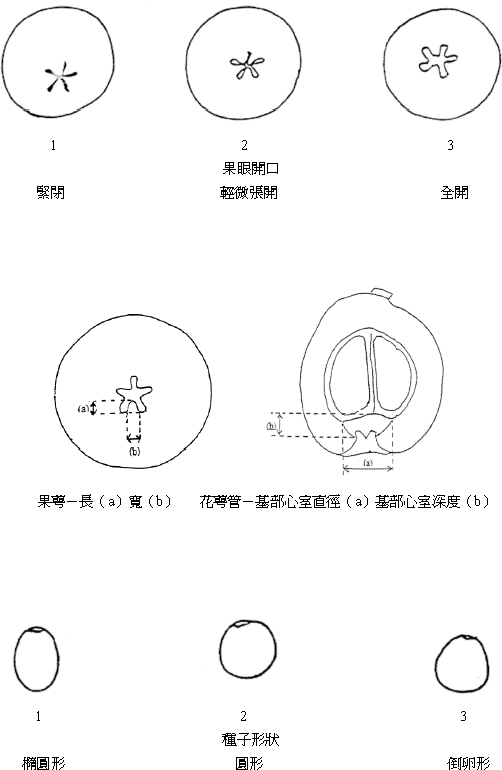 1 2 3
果眼開口
緊閉 輕微張開 全開
(a)
(b)
(b)
(a)
果萼－長（a）寬（b） 花萼管－基部心室直徑（a）基部心室深度（b）
1 2 3
種子形狀
橢圓形 圓形 倒卵形